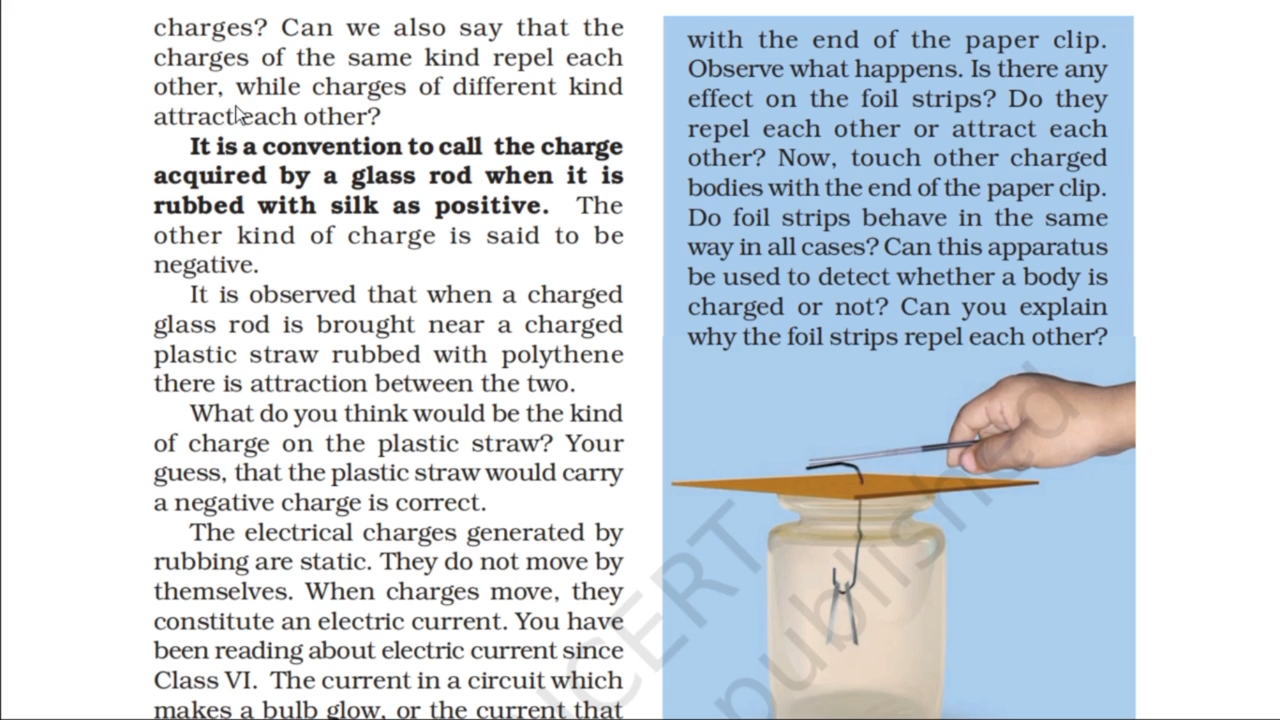 charges? Can we also say that the
charges of the same kind repel each
other, while charges of different kind
attract each other?
It is a convention to call the charge
acquired by a glass rod when it is
rubbed with silk as positive. The
other kind of charge is said to be
negative.
It is observed that when a charged
glass rod is brought near a charged
plastic straw rubbed with polythene
there is attraction between the two.
What do you think would be the kind
of charge on the plastic straw? Your
guess, that the plastic straw would carry
a negative charge is correct.
The electrical charges generated by
rubbing are static. They do not move by
themselves. When charges move, they
constitute an electric current. You have
been reading about electric current since
Class VI. The current in a circuit which
makes a bulb glow, or the current that
with the end of the paper clip.
Observe what happens. Is there any
effect on the foil strips? Do they
repel each other or attract each
other? Now, touch other charged
bodies with the end of the paper clip.
Do foil strips behave in the same
way in all cases? Can this apparatus
be used to detect whether a body is
charged or not? Can you explain
why the foil strips repel each other?